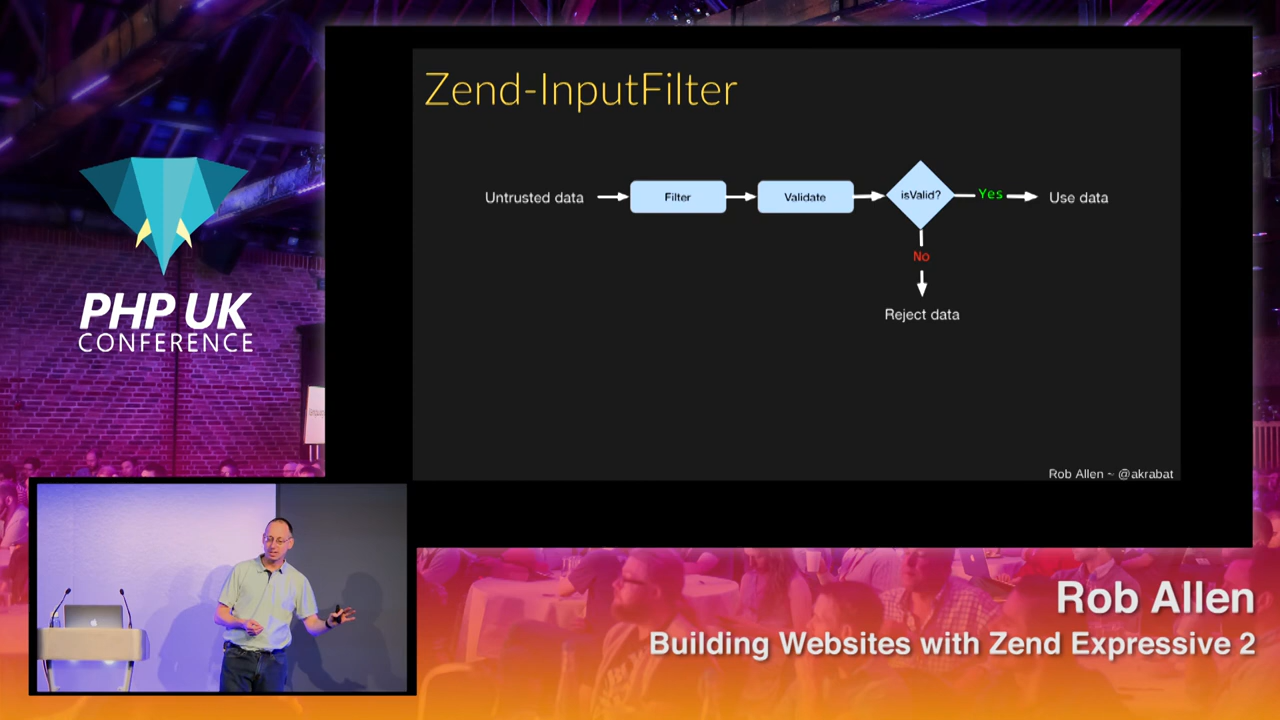 PHP UK
CONFERENCE
Zend-InputFilter
Untrusted data
Filter
Validate
isValid?
Yes
Use data
No
Reject data
Rob Allen ~ @akrabat
Rob Allen
Building Websites with Zend Expressive 2